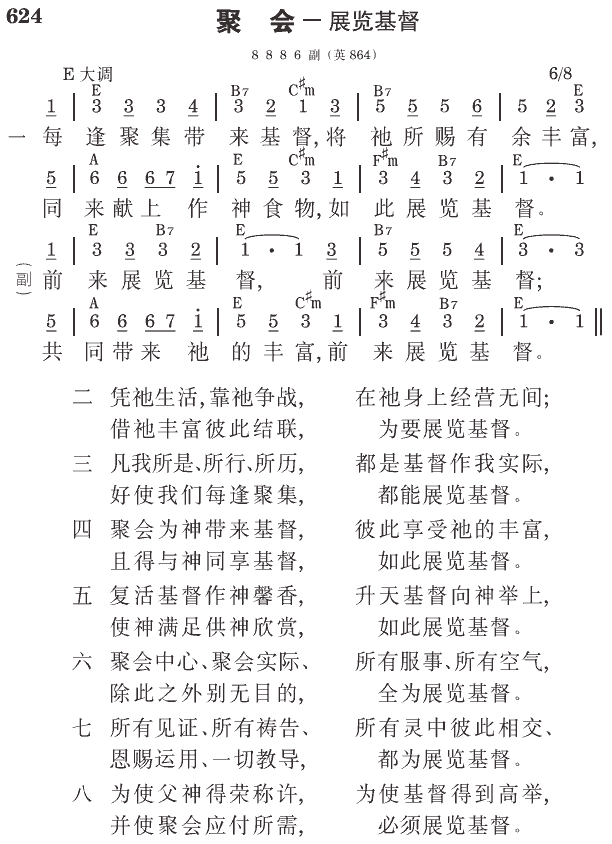 624 聚 会－展览基督
8 8 8 6 副（英864）
E 大调 6/8
E B7 C♯m B7 E
1 | 3 3 3 4 | 3 2 1 3 | 5 5 5 6 | 5 2 3
一 每 逢聚集带 来基督,将 祂所赐有 余丰富,
A E C♯m F♯m B7 E
5 | 6 6 6 7 i | 5 5 3 1 | 3 4 3 2 | 1 · 1
同 来献上作 神食物,如 此展览基 督。
E B7 E B7 E
1 | 3 3 3 2 | 1 · 1 3 | 5 5 5 4 | 3 · 3
（副） 前 来展览基 督, 前 来展览基 督;
A E C♯m F♯m B7 E
5 | 6 6 6 7 i | 5 5 3 1 | 3 4 3 2 | 1 · 1 ‖
共 同带来祂 的丰富,前 来展览基 督。
二 凭祂生活,靠祂争战, 在祂身上经营无间;
借祂丰富彼此结联, 为要展览基督。
三 凡我所是、所行、所历, 都是基督作我实际,
好使我们每逢聚集, 都能展览基督。
四 聚会为神带来基督, 彼此享受祂的丰富,
且得与神同享基督, 如此展览基督。
五 复活基督作神馨香, 升天基督向神举上,
使神满足供神欣赏, 如此展览基督。
六 聚会中心、聚会实际、 所有服事、所有空气,
除此之外别无目的, 全为展览基督。
七 所有见证、所有祷告、 所有灵中彼此相交、
恩赐运用、一切教导, 都为展览基督。
八 为使父神得荣称许, 为使基督得到高举,
并使聚会应付所需, 必须展览基督。